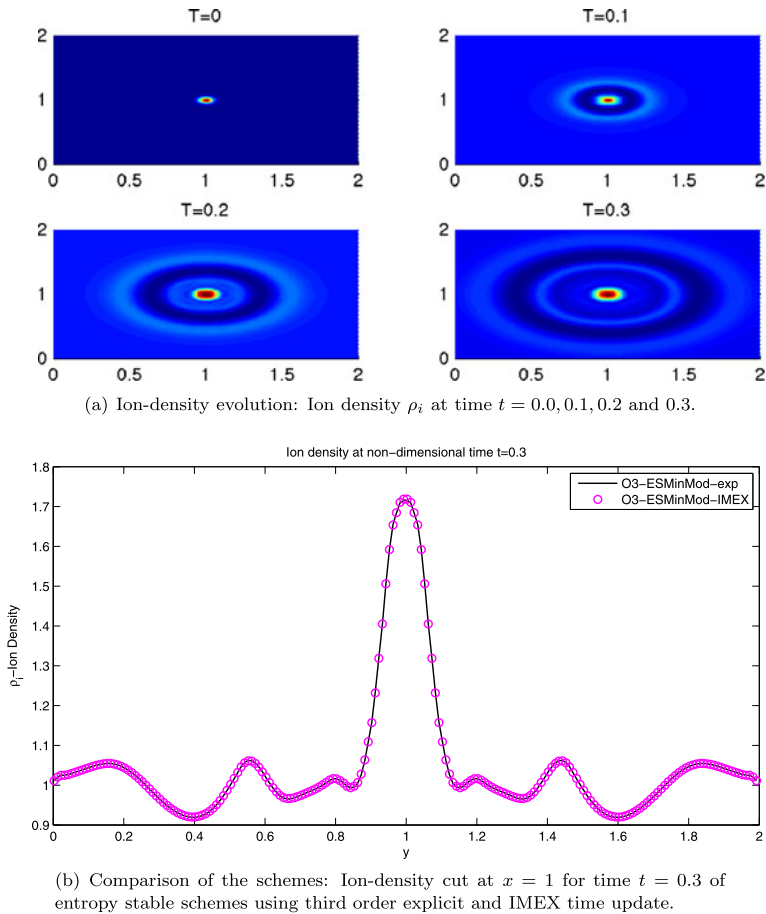 T=0
T=0.1
2
1
0
0 0.5 1 1.5 2
2
1
0
0 0.5 1 1.5 2
T=0.2
T=0.3
2
1
0
0 0.5 1 1.5 2
2
1
0
0 0.5 1 1.5 2
(a) Ion-density evolution: Ion density ρᵢ at time t = 0.0, 0.1, 0.2 and 0.3.
Ion density at non−dimensional time t=0.3
1.8
1.7
1.6
1.5
1.4
1.3
1.2
1.1
1
0.9
ρᵢ−Ion Density
O3−ESMinMod−exp
O3−ESMinMod−IMEX
0 0.2 0.4 0.6 0.8 1 1.2 1.4 1.6 1.8 2
y
(b) Comparison of the schemes: Ion-density cut at x = 1 for time t = 0.3 of
entropy stable schemes using third order explicit and IMEX time update.